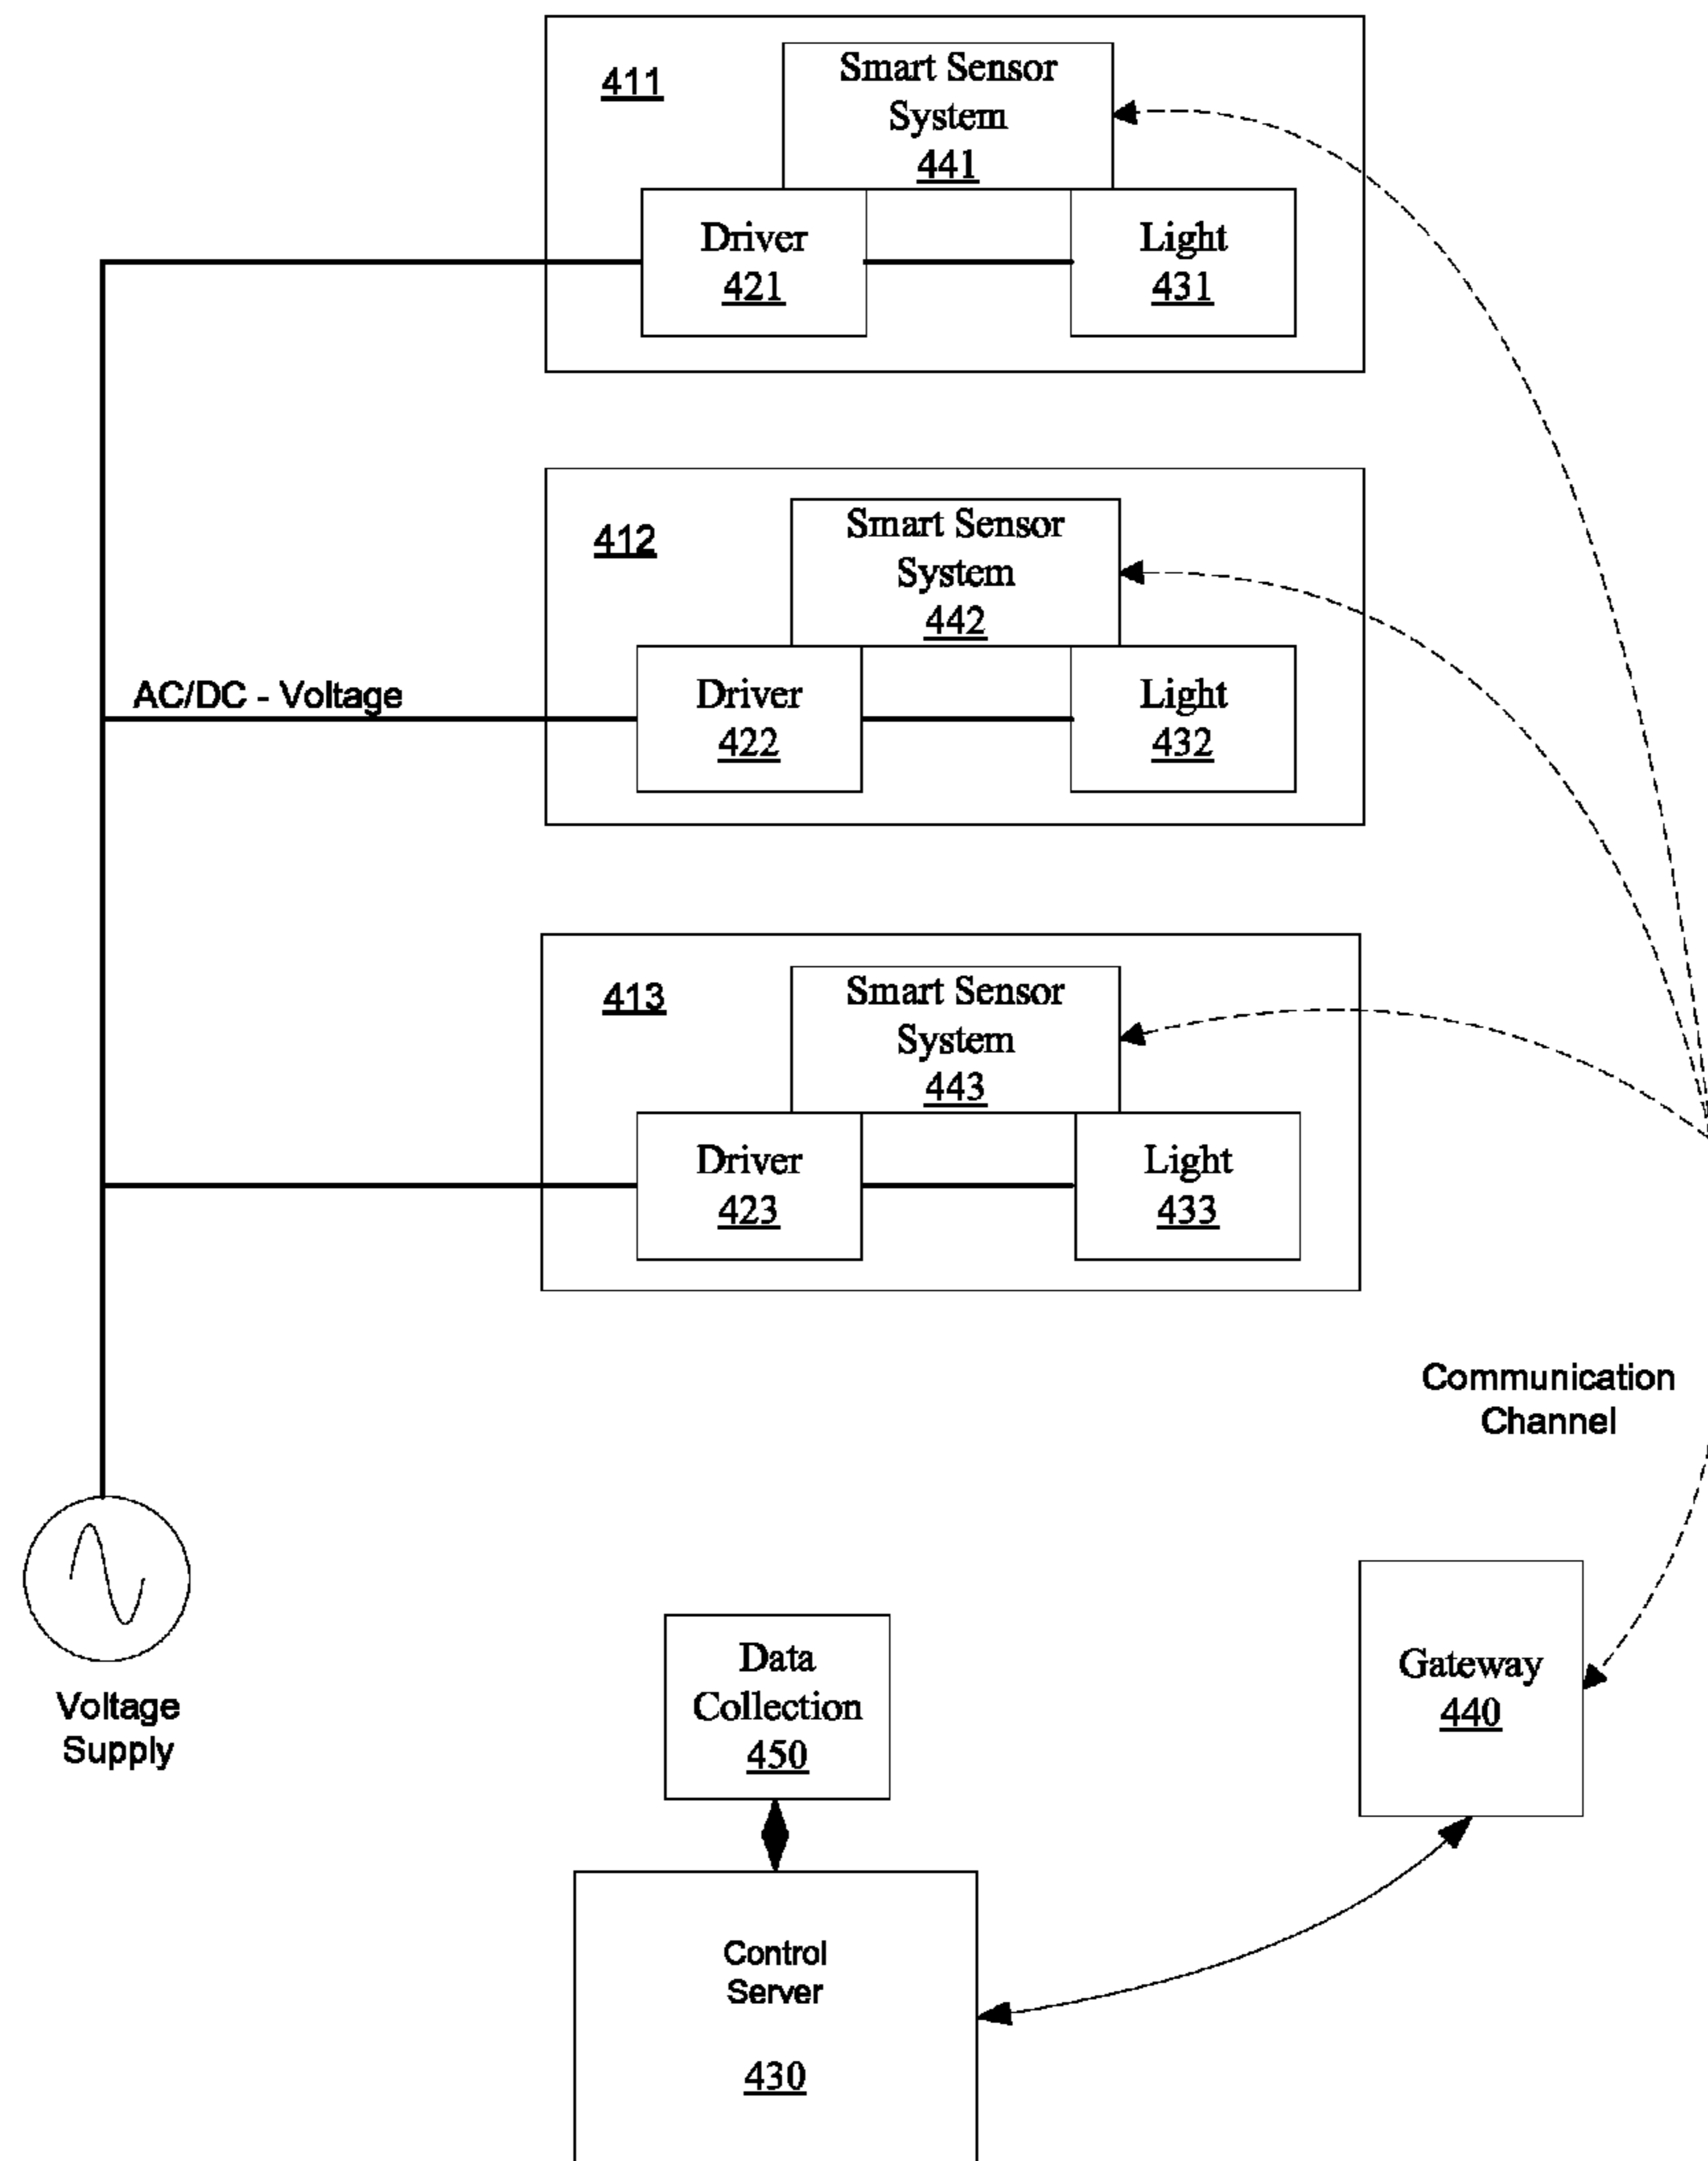 411
Smart Sensor
System
441
Driver
421
Light
431
412
Smart Sensor
System
442
AC/DC - Voltage
Driver
422
Light
432
413
Smart Sensor
System
443
Driver
423
Light
433
Communication
Channel
Voltage
Supply
Data
Collection
450
Gateway
440
Control
Server
430